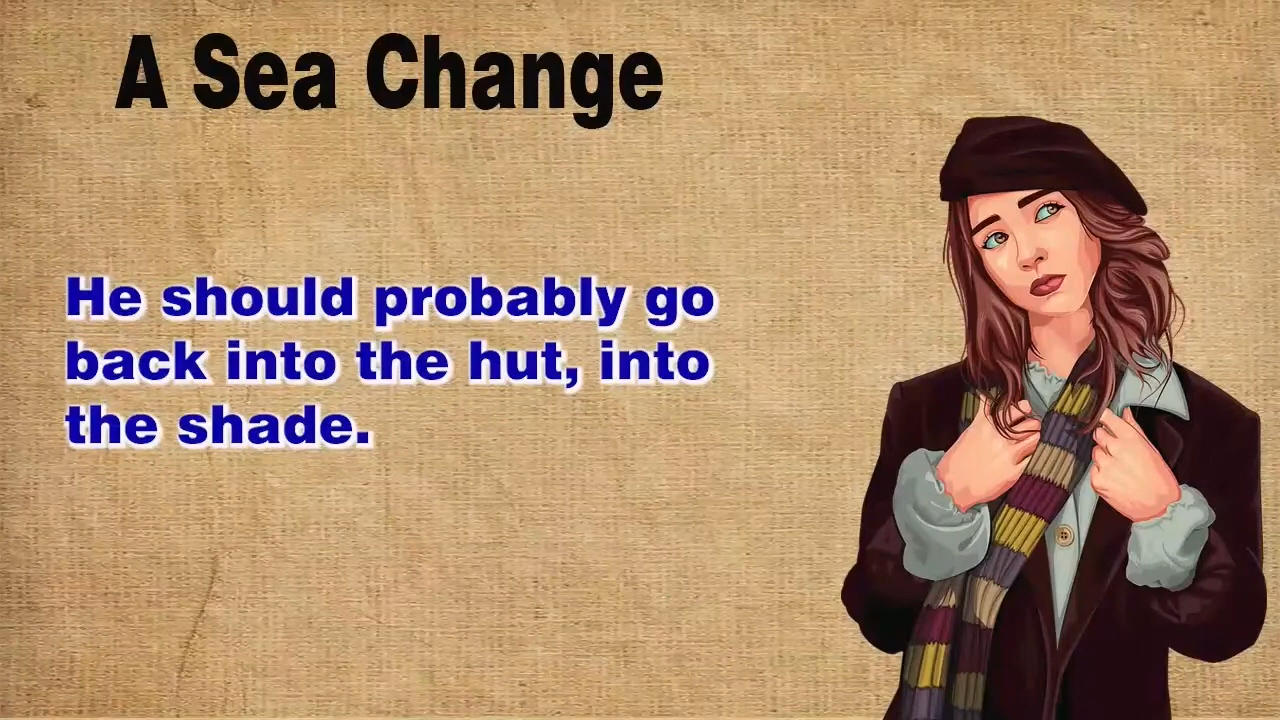 A Sea Change
He should probably go
back into the hut, into
the shade.